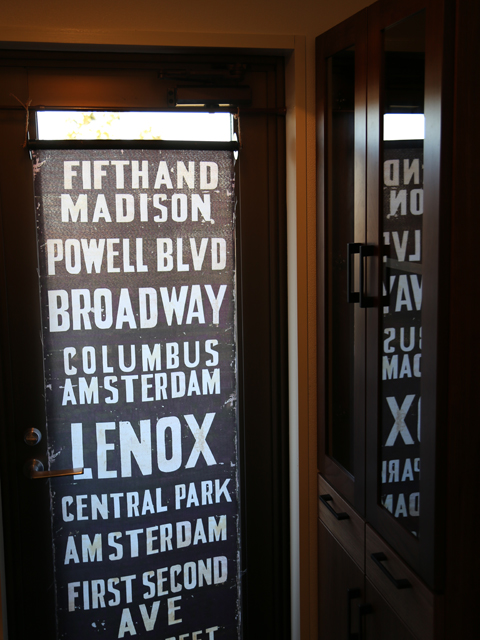 FIFTHAND
MADISON
POWELL BLVD
BROADWAY
COLUMBUS
AMSTERDAM
LENOX
CENTRAL PARK
AMSTERDAM
FIRST SECOND
AVE